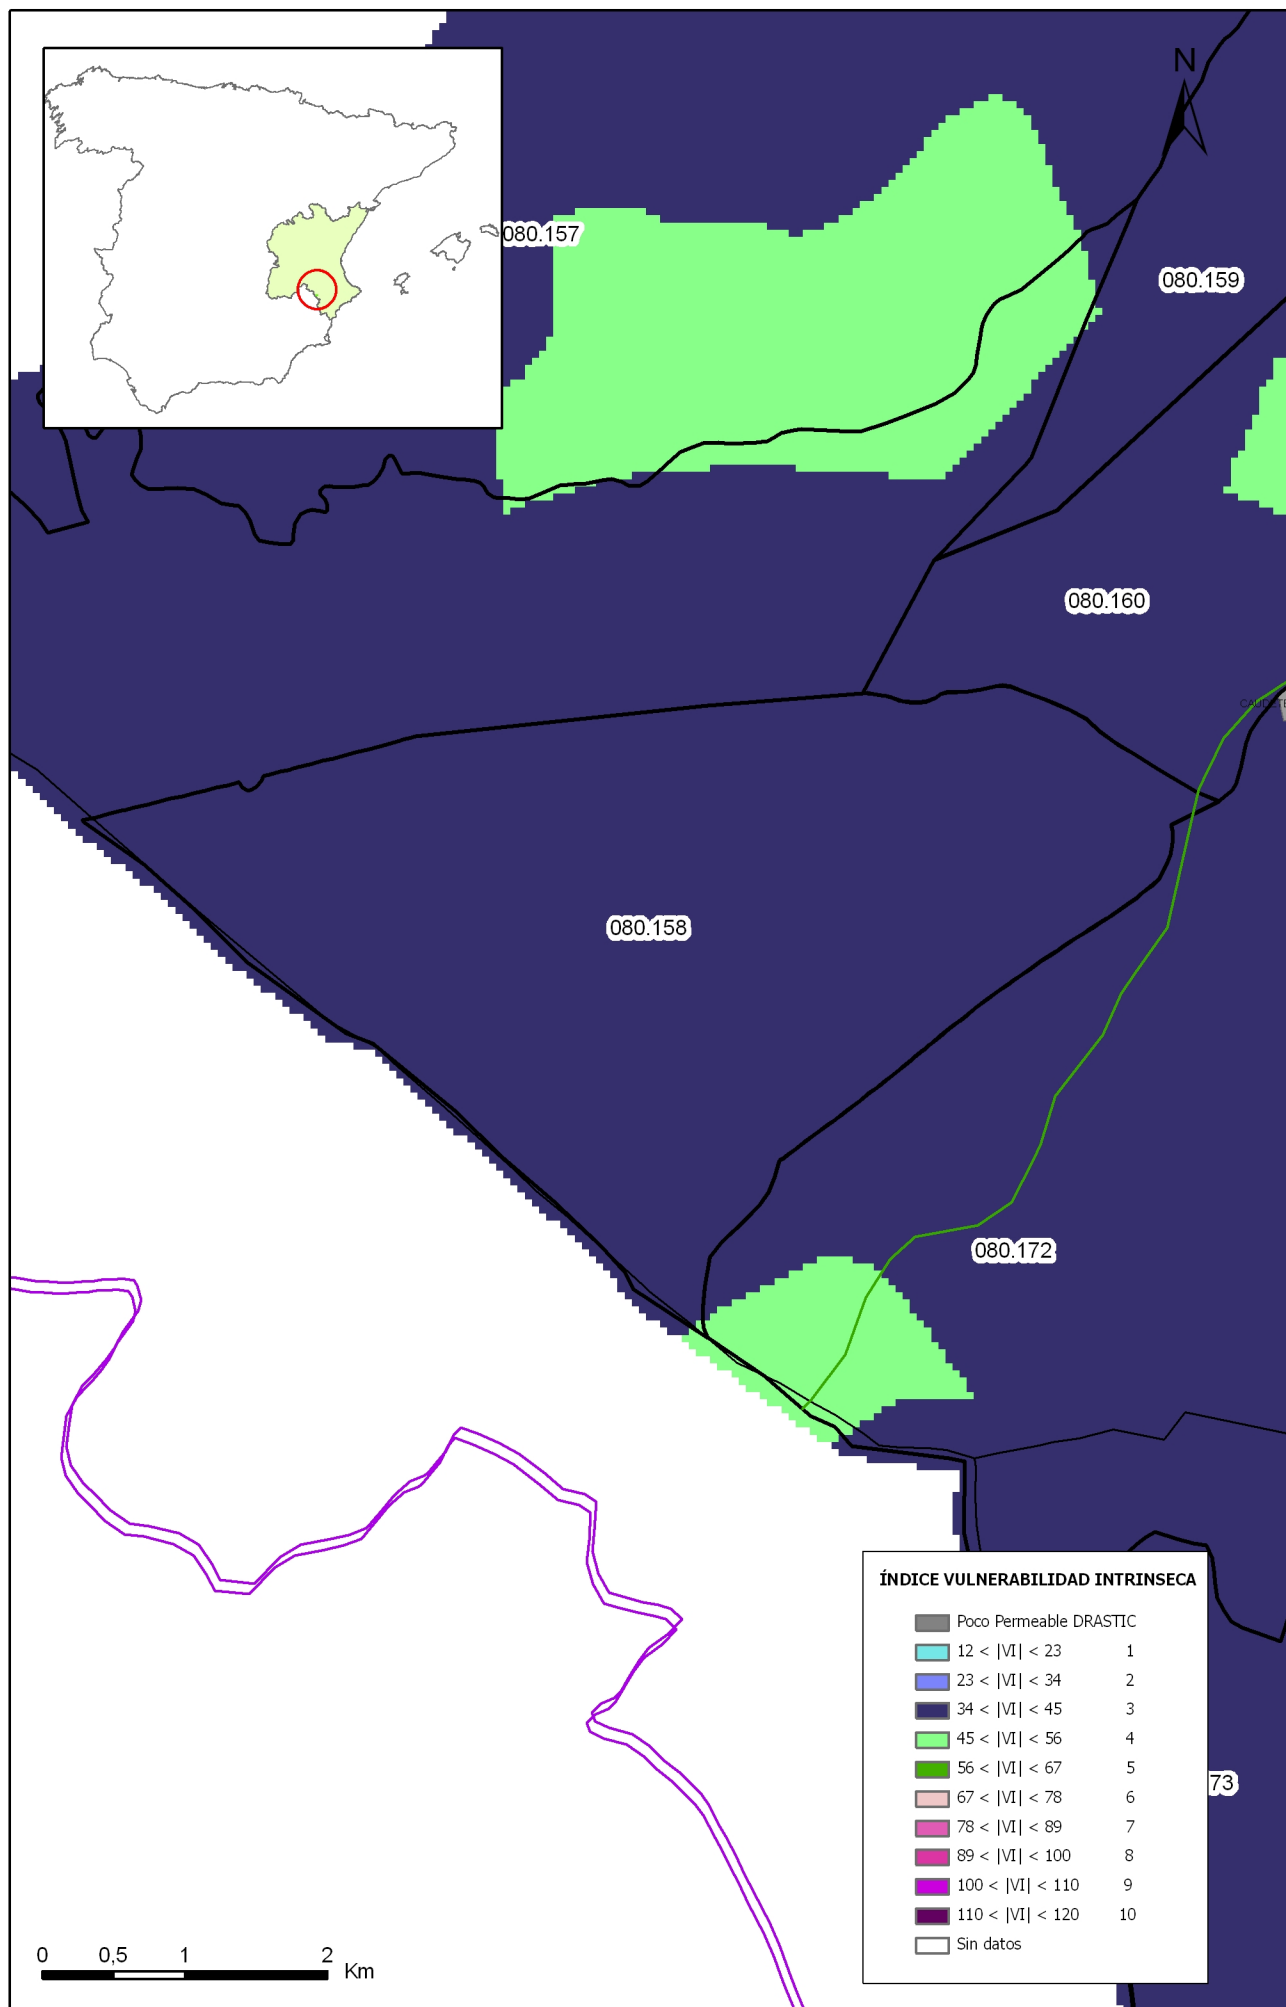 N
080.157
080.159
080.160
CAUDETE
080.158
080.172
ÍNDICE VULNERABILIDAD INTRINSECA
Poco Permeable DRASTIC
12 < |VI| < 23 1
23 < |VI| < 34 2
34 < |VI| < 45 3
45 < |VI| < 56 4
56 < |VI| < 67 5
67 < |VI| < 78 6
78 < |VI| < 89 7
89 < |VI| < 100 8
100 < |VI| < 110 9
110 < |VI| < 120 10
Sin datos
73
0 0,5 1 2 Km